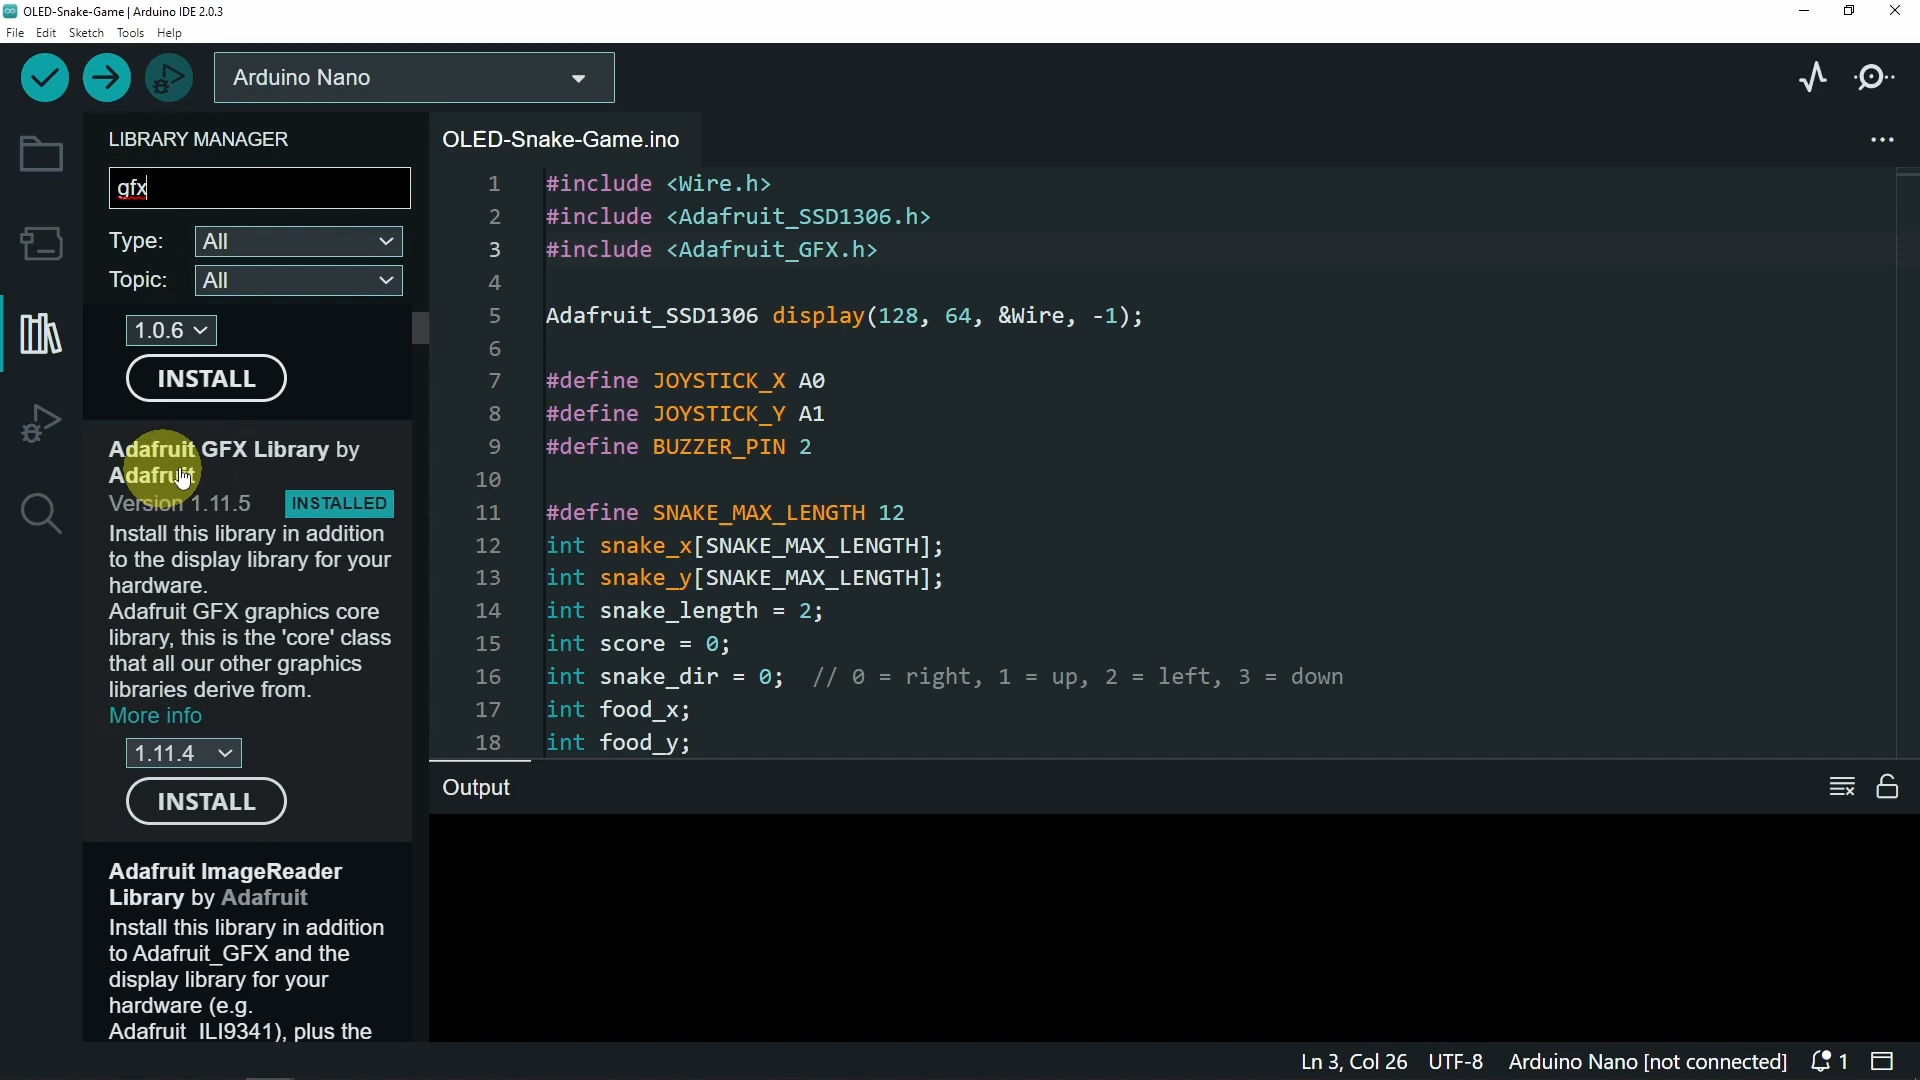 OLED-Snake-Game | Arduino IDE 2.0.3
File Edit Sketch Tools Help
Arduino Nano
LIBRARY MANAGER
gfx
Type: All
Topic: All
1.0.6
INSTALL
Adafruit GFX Library by
Adafruit
Version 1.11.5 INSTALLED
Install this library in addition
to the display library for your
hardware.
Adafruit GFX graphics core
library, this is the 'core' class
that all our other graphics
libraries derive from.
More info
1.11.4
INSTALL
Adafruit ImageReader
Library by Adafruit
Install this library in addition
to Adafruit_GFX and the
display library for your
hardware (e.g.
Adafruit_ILI9341), plus the
OLED-Snake-Game.ino
1 #include <Wire.h>
2 #include <Adafruit_SSD1306.h>
3 #include <Adafruit_GFX.h>
4
5 Adafruit_SSD1306 display(128, 64, &Wire, -1);
6
7 #define JOYSTICK_X A0
8 #define JOYSTICK_Y A1
9 #define BUZZER_PIN 2
10
11 #define SNAKE_MAX_LENGTH 12
12 int snake_x[SNAKE_MAX_LENGTH];
13 int snake_y[SNAKE_MAX_LENGTH];
14 int snake_length = 2;
15 int score = 0;
16 int snake_dir = 0; // 0 = right, 1 = up, 2 = left, 3 = down
17 int food_x;
18 int food_y;
Output
Ln 3, Col 26 UTF-8 Arduino Nano [not connected] 1